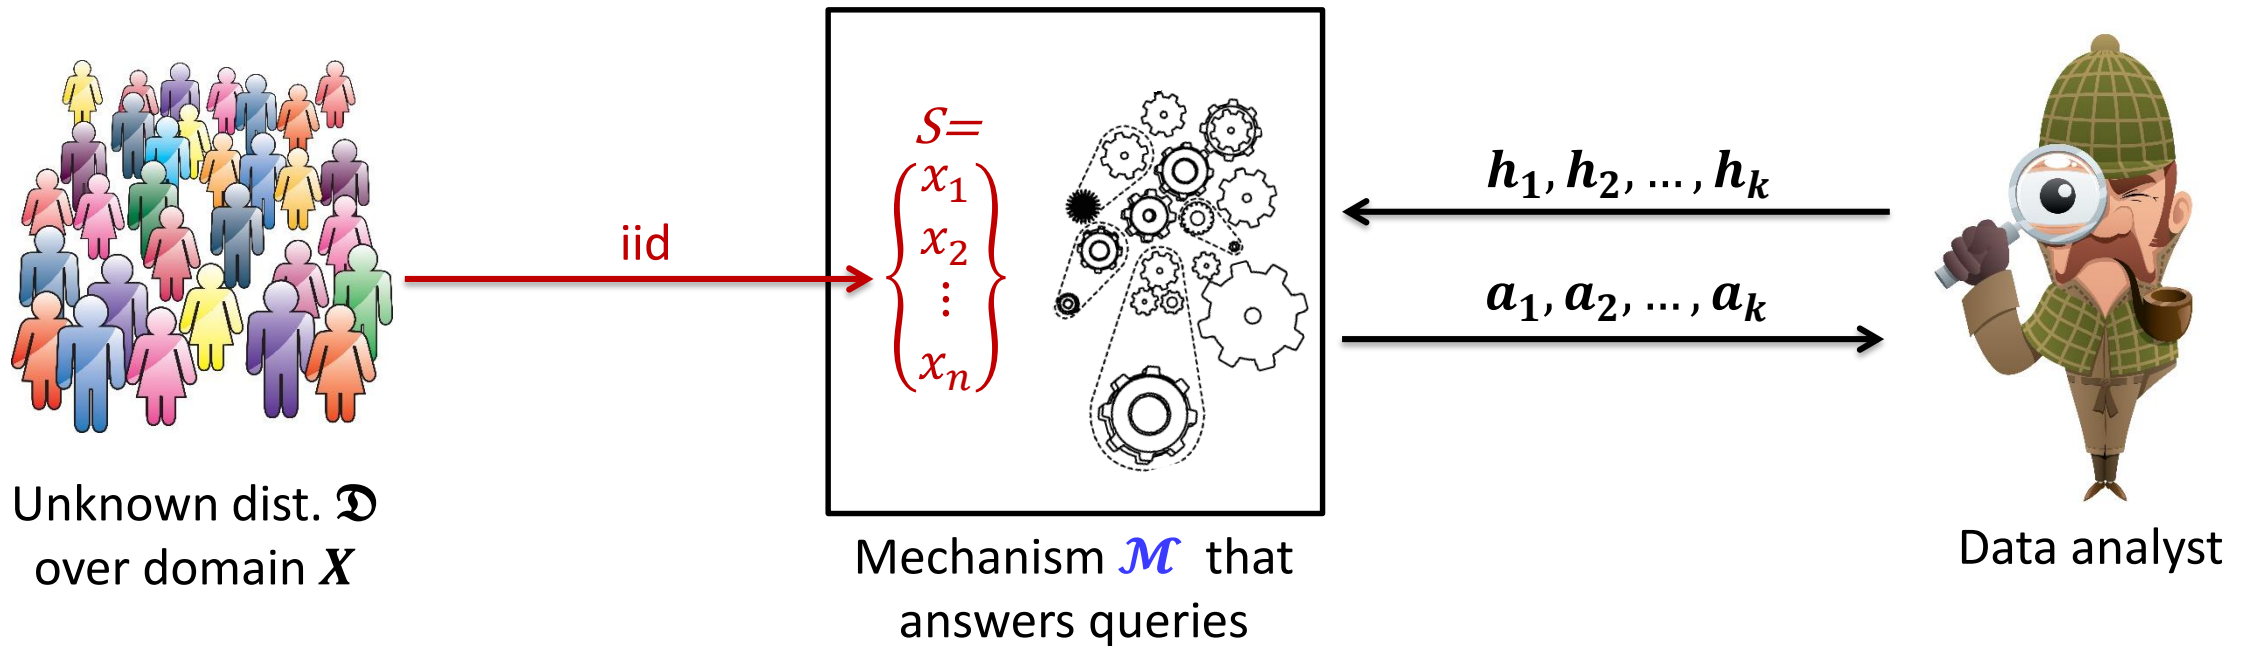 Unknown dist. 𝕯
over domain X
iid
S=
x₁
x₂
⋮
xₙ
Mechanism ℳ that
answers queries
h₁, h₂, …, hₖ
a₁, a₂, …, aₖ
Data analyst